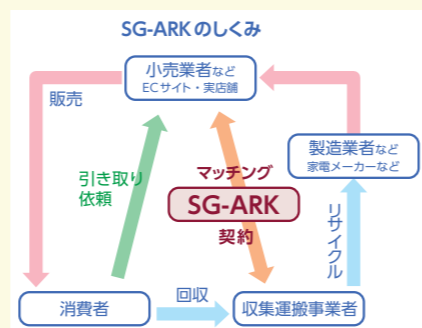 SG-ARKのしくみ
小売業者など
ECサイト・実店舗
販売
製造業者など
家電メーカーなど
引き取り
依頼
マッチング
SG-ARK
契約
リサイクル
消費者
回収
収集運搬事業者